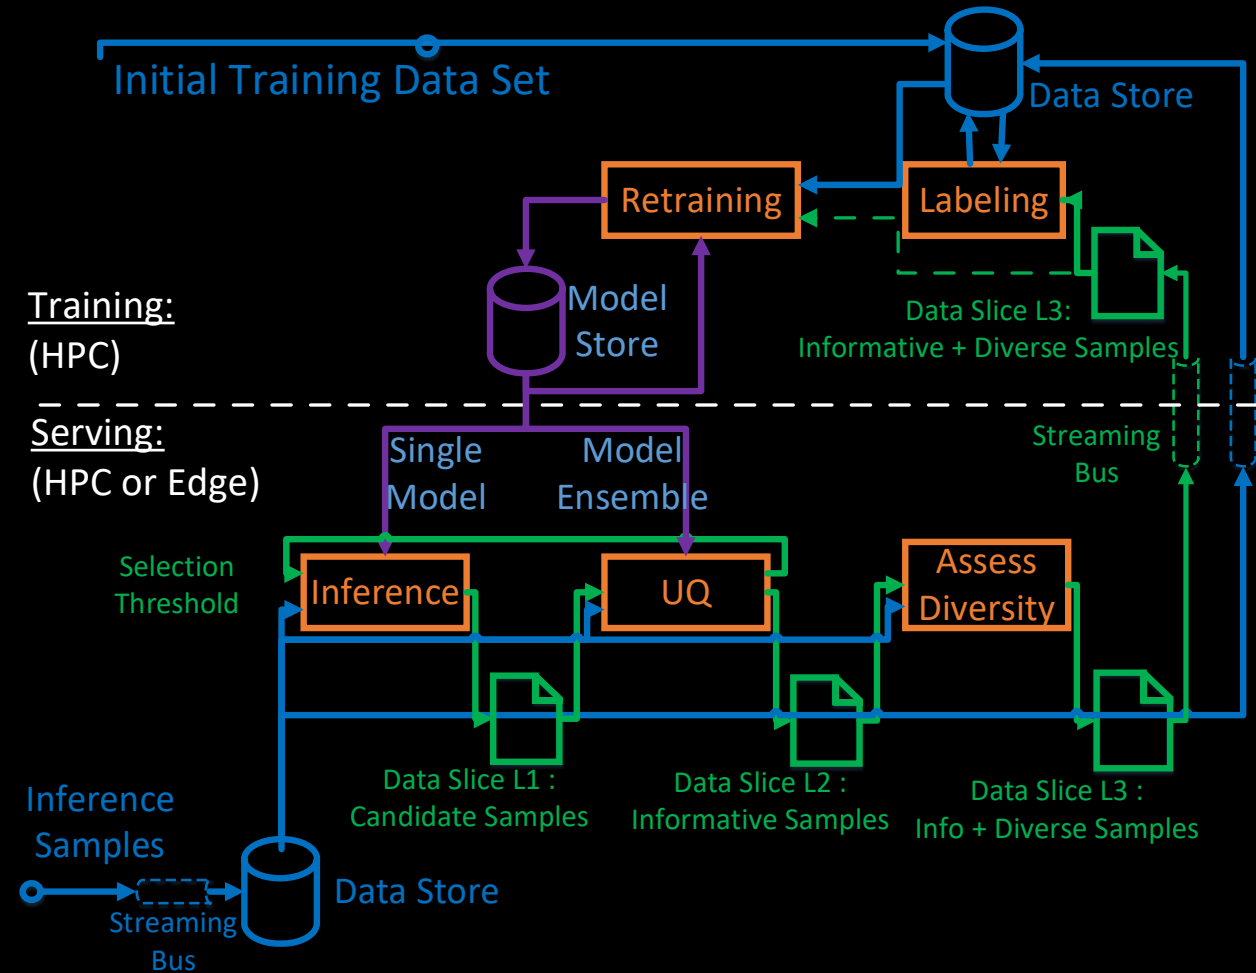 Initial Training Data Set
Data Store
Retraining
Labeling
Model
Store
Data Slice L3:
Informative + Diverse Samples
Training:
(HPC)
Serving:
(HPC or Edge)
Single
Model
Model
Ensemble
Streaming
Bus
Selection
Threshold
Inference
UQ
Assess
Diversity
Data Slice L1 :
Candidate Samples
Data Slice L2 :
Informative Samples
Data Slice L3 :
Info + Diverse Samples
Inference
Samples
Data Store
Streaming
Bus